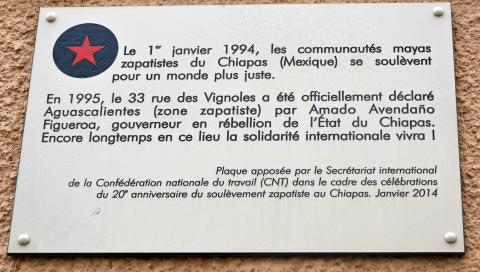 Le 1er janvier 1994, les communautés mayas
zapatistes du Chiapas (Mexique) se soulèvent
pour un monde plus juste.
En 1995, le 33 rue des Vignoles a été officiellement déclaré
Aguascalientes (zone zapatiste) par Amado Avendaño
Figueroa, gouverneur en rébellion de l'État du Chiapas.
Encore longtemps en ce lieu la solidarité internationale vivra !
Plaque apposée par le Secrétariat international
de la Confédération nationale du travail (CNT) dans le cadre des célébrations
du 20e anniversaire du soulèvement zapatiste au Chiapas. Janvier 2014